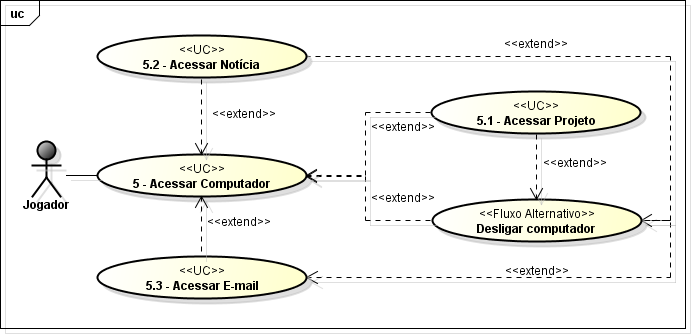 uc
<<UC>>
5.2 - Acessar Notícia
<<extend>>
<<extend>>
<<UC>>
5.1 - Acessar Projeto
<<extend>>
<<extend>>
<<UC>>
5 - Acessar Computador
Jogador
<<extend>>
<<Fluxo Alternativo>>
Desligar computador
<<extend>>
<<extend>>
<<UC>>
5.3 - Acessar E-mail
<<extend>>